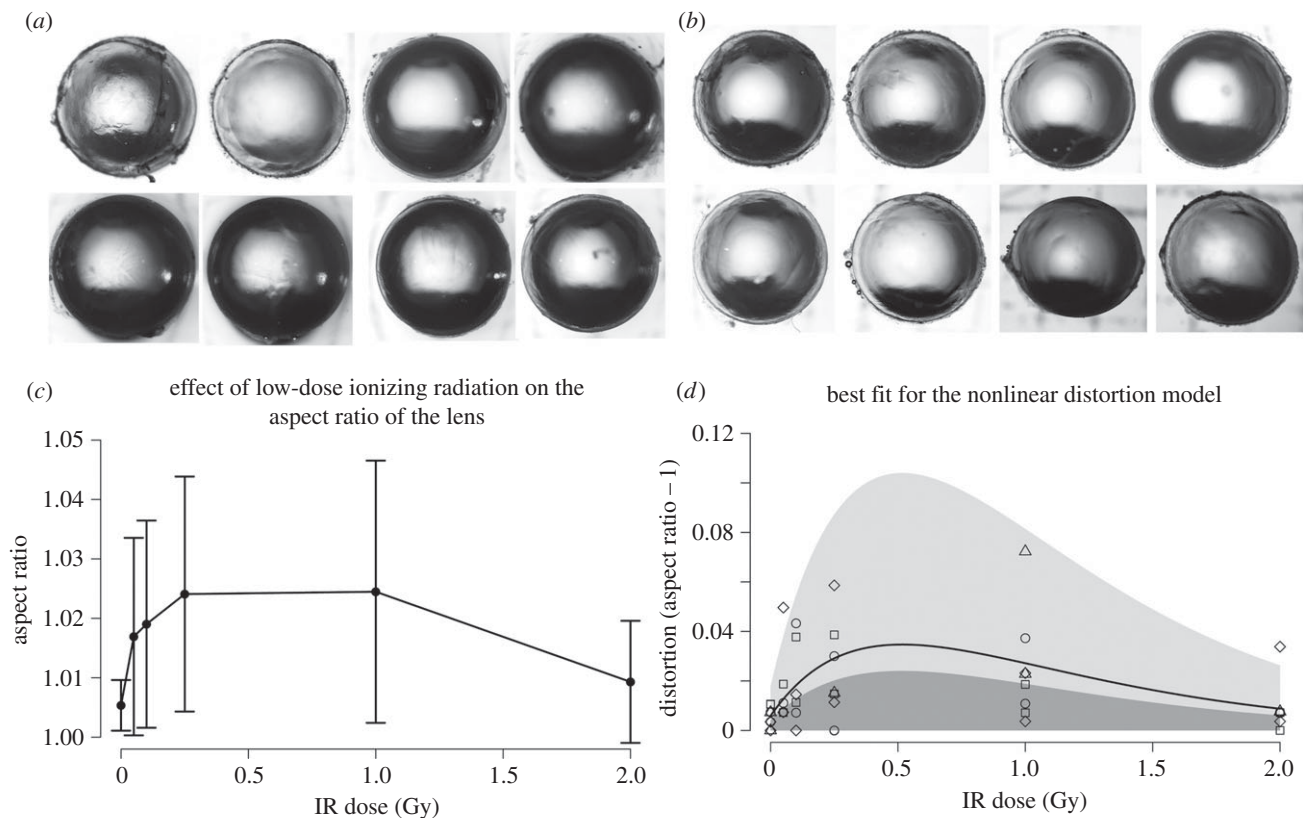 (a)
(b)
(c)
effect of low-dose ionizing radiation on the
aspect ratio of the lens
1.05
1.04
1.03
1.02
1.01
1.00
aspect ratio
0
0.5
1.0
1.5
2.0
IR dose (Gy)
(d)
best fit for the nonlinear distortion model
0.12
0.08
0.04
0
distortion (aspect ratio – 1)
0
0.5
1.0
1.5
2.0
IR dose (Gy)